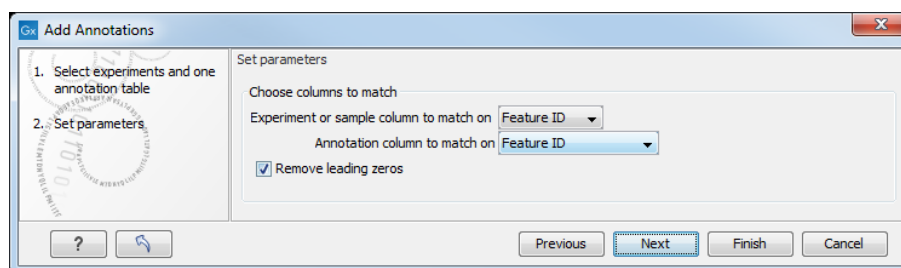 Gx Add Annotations
1. Select experiments and one
annotation table
2. Set parameters
Set parameters
Choose columns to match
Experiment or sample column to match on Feature ID
Annotation column to match on Feature ID
Remove leading zeros
?
Previous Next Finish Cancel